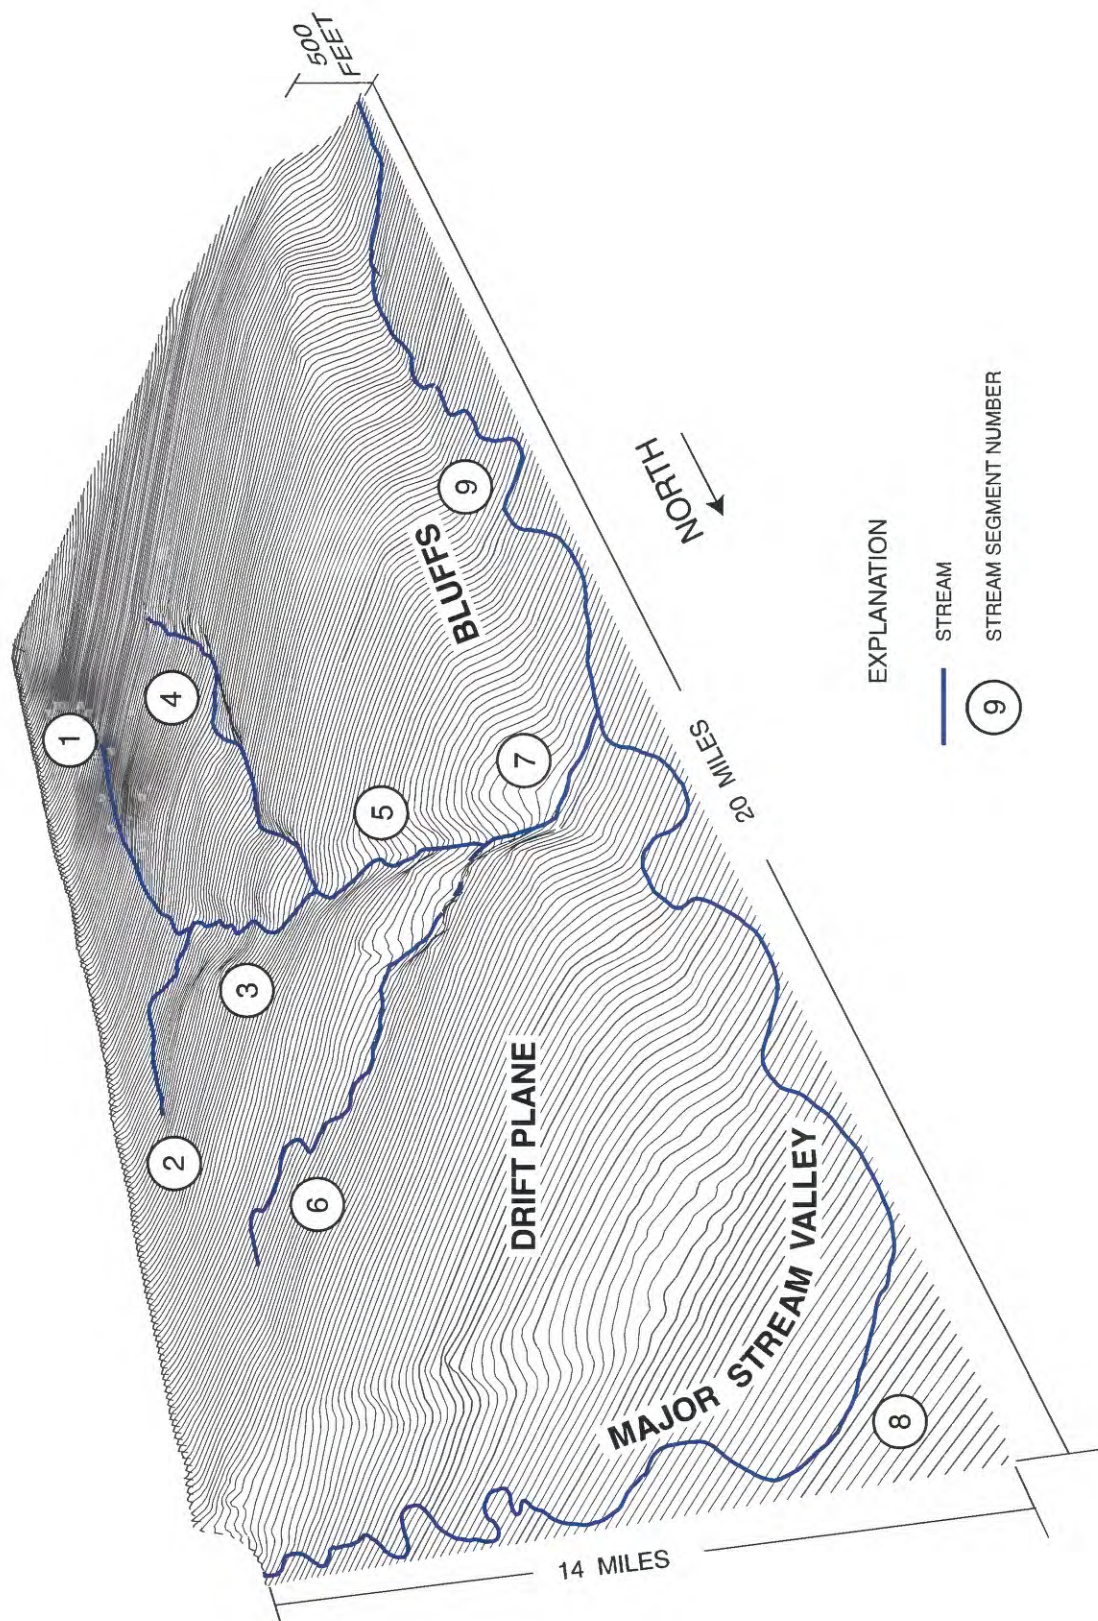 500
FEET
1
4
2
3
5
6
7
9
BLUFFS
DRIFT PLANE
MAJOR STREAM VALLEY
8
14 MILES
20 MILES
NORTH
EXPLANATION
STREAM
9
STREAM SEGMENT NUMBER